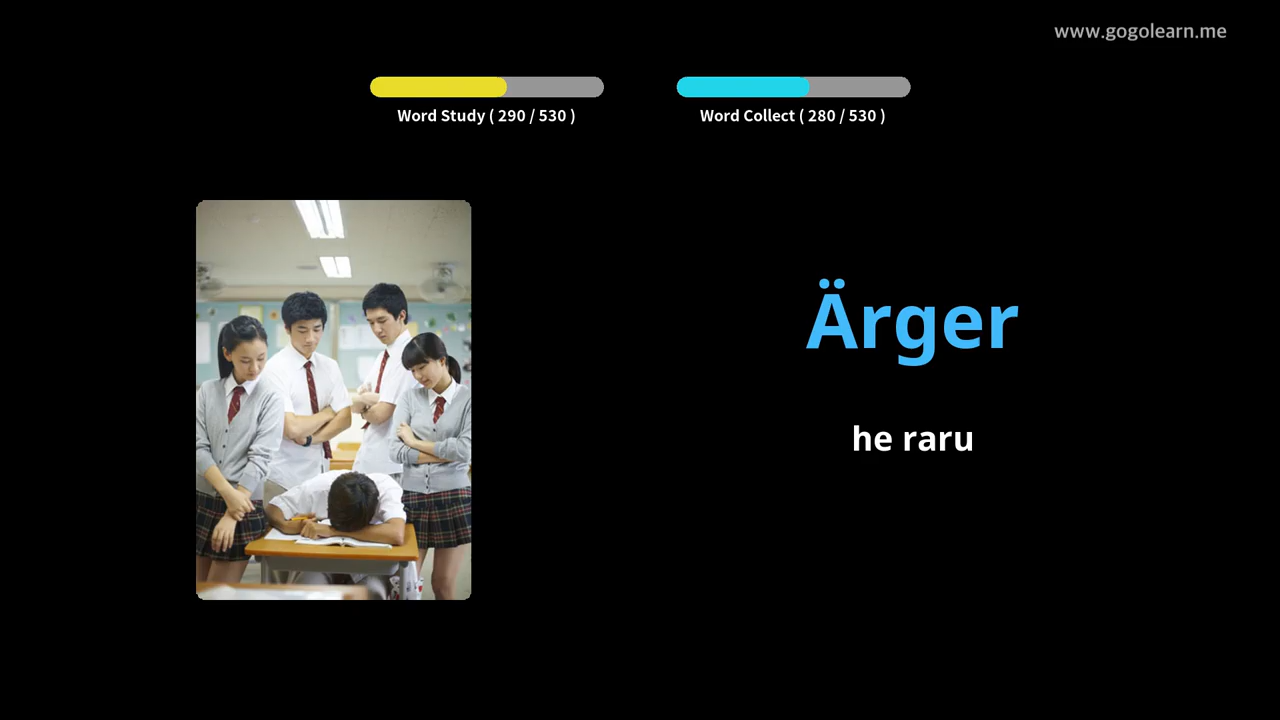 www.gogolearn.me
Word Study ( 290 / 530 )
Word Collect ( 280 / 530 )
Ärger
he raru